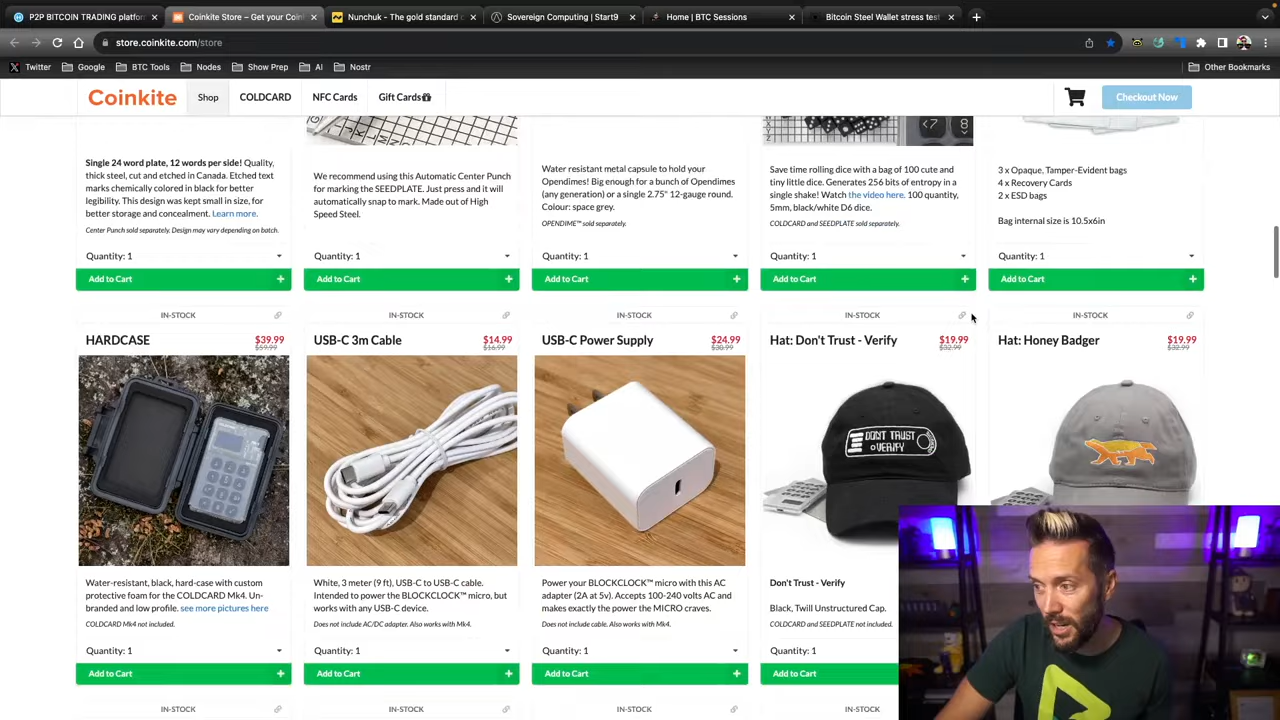 P2P BITCOIN TRADING platform
Coinkite Store – Get your Coin
Nunchuk - The gold standard o
Sovereign Computing | Start9
Home | BTC Sessions
Bitcoin Steel Wallet stress test
store.coinkite.com/store
Twitter
Google
BTC Tools
Nodes
Show Prep
AI
Nostr
Other Bookmarks
Coinkite
Shop
COLDCARD
NFC Cards
Gift Cards
Checkout Now
Single 24 word plate, 12 words per side! Quality,
thick steel, cut and etched in Canada. Etched text
marks chemically colored in black for better
legibility. This design was kept small in size, for
better storage and concealment. Learn more.
Center Punch sold separately. Design may vary depending on batch.
Quantity: 1
Add to Cart
We recommend using this Automatic Center Punch
for marking the SEEDPLATE. Just press and it will
automatically snap to mark. Made out of High
Speed Steel.
Quantity: 1
Add to Cart
Water resistant metal capsule to hold your
Opendimes! Big enough for a bunch of Opendimes
(any generation) or a single 2.75" 12-gauge round.
Colour: space grey.
OPENDIME™ sold separately.
Quantity: 1
Add to Cart
<7
8
Save time rolling dice with a bag of 100 cute and
tiny little dice. Generates 256 bits of entropy in a
single shake! Watch the video here. 100 quantity,
5mm, black/white D6 dice.
COLDCARD and SEEDPLATE sold separately.
Quantity: 1
Add to Cart
3 x Opaque, Tamper-Evident bags
4 x Recovery Cards
2 x ESD bags
Bag internal size is 10.5x6in
Quantity: 1
Add to Cart
IN-STOCK
HARDCASE
$39.99
$59.99
Water-resistant, black, hard-case with custom
protective foam for the COLDCARD Mk4. Un-
branded and low profile. see more pictures here
COLDCARD Mk4 not included.
Quantity: 1
Add to Cart
IN-STOCK
USB-C 3m Cable
$14.99
$16.99
White, 3 meter (9 ft), USB-C to USB-C cable.
Intended to power the BLOCKCLOCK™ micro, but
works with any USB-C device.
Does not include AC/DC adapter. Also works with M4.
Quantity: 1
Add to Cart
IN-STOCK
USB-C Power Supply
$24.99
$30.99
Power your BLOCKCLOCK™ micro with this AC
adapter (2A at 5v). Accepts 100-240 volts AC and
makes exactly the power the MICRO craves.
Does not include cable. Also works with Mk4.
Quantity: 1
Add to Cart
IN-STOCK
Hat: Don't Trust - Verify
$19.99
$32.99
DON'T TRUST
VERIFY
Don't Trust - Verify
Black, Twill Unstructured Cap.
COLDCARD and SEEDPLATE not included.
Quantity: 1
Add to Cart
IN-STOCK
Hat: Honey Badger
$19.99
$32.99
IN-STOCK
IN-STOCK
IN-STOCK
IN-STOCK